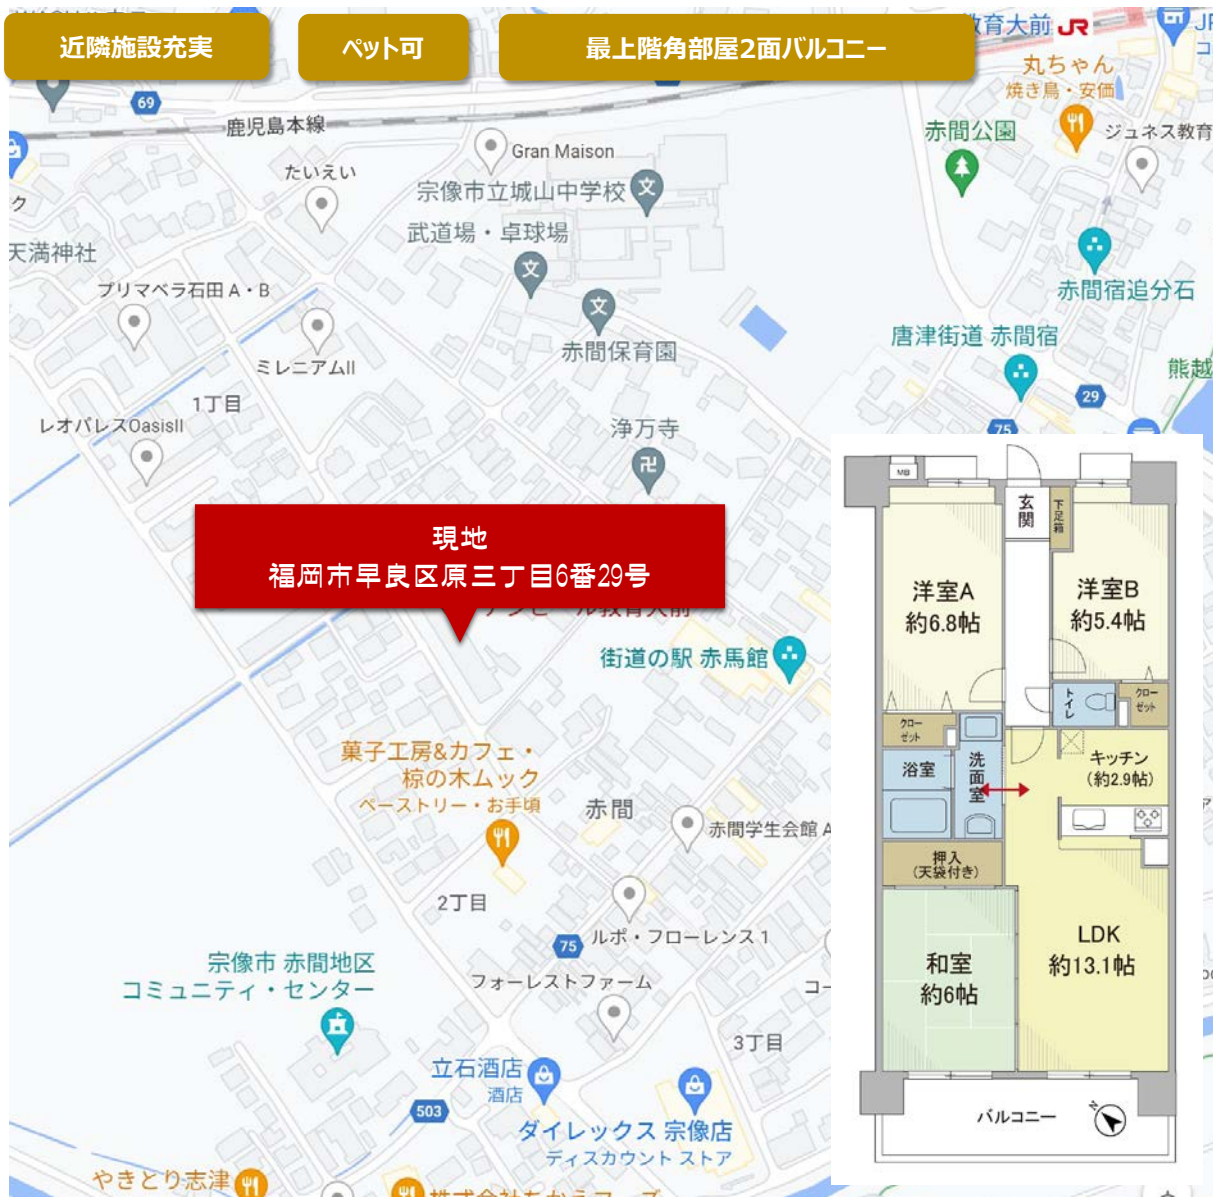 近隣施設充実
ペット可
最上階角部屋2面バルコニー
教育大前 JR
丸ちゃん
焼き鳥・安価
69
鹿児島本線
Gran Maison
赤間公園
ジュネス教育
たいえい
宗像市立城山中学校
ク
武道場・卓球場
天満神社
プリマベラ石田 A・B
赤間宿追分石
唐津街道 赤間宿
赤間保育園
ミレニアムII
熊越
1丁目
29
レオパレスOasisII
浄万寺
75
現地
福岡市早良区原三丁目6番29号
街道の駅 赤馬館
菓子工房&カフェ・
椋の木ムック
ペーストリー・お手頃
赤間
赤間学生会館 A
2丁目
75
ルポ・フローレンス 1
宗像市 赤間地区
コミュニティ・センター
フォーレストファーム
コー
3丁目
立石酒店
酒店
503
ダイレックス 宗像店
ディスカウント ストア
やきとり志津
MB
玄関
下足箱
洋室A
約6.8帖
洋室B
約5.4帖
トイレ
クローゼット
クローゼット
浴室
洗面室
キッチン
(約2.9帖)
押入
(天袋付き)
LDK
約13.1帖
和室
約6帖
バルコニー
N